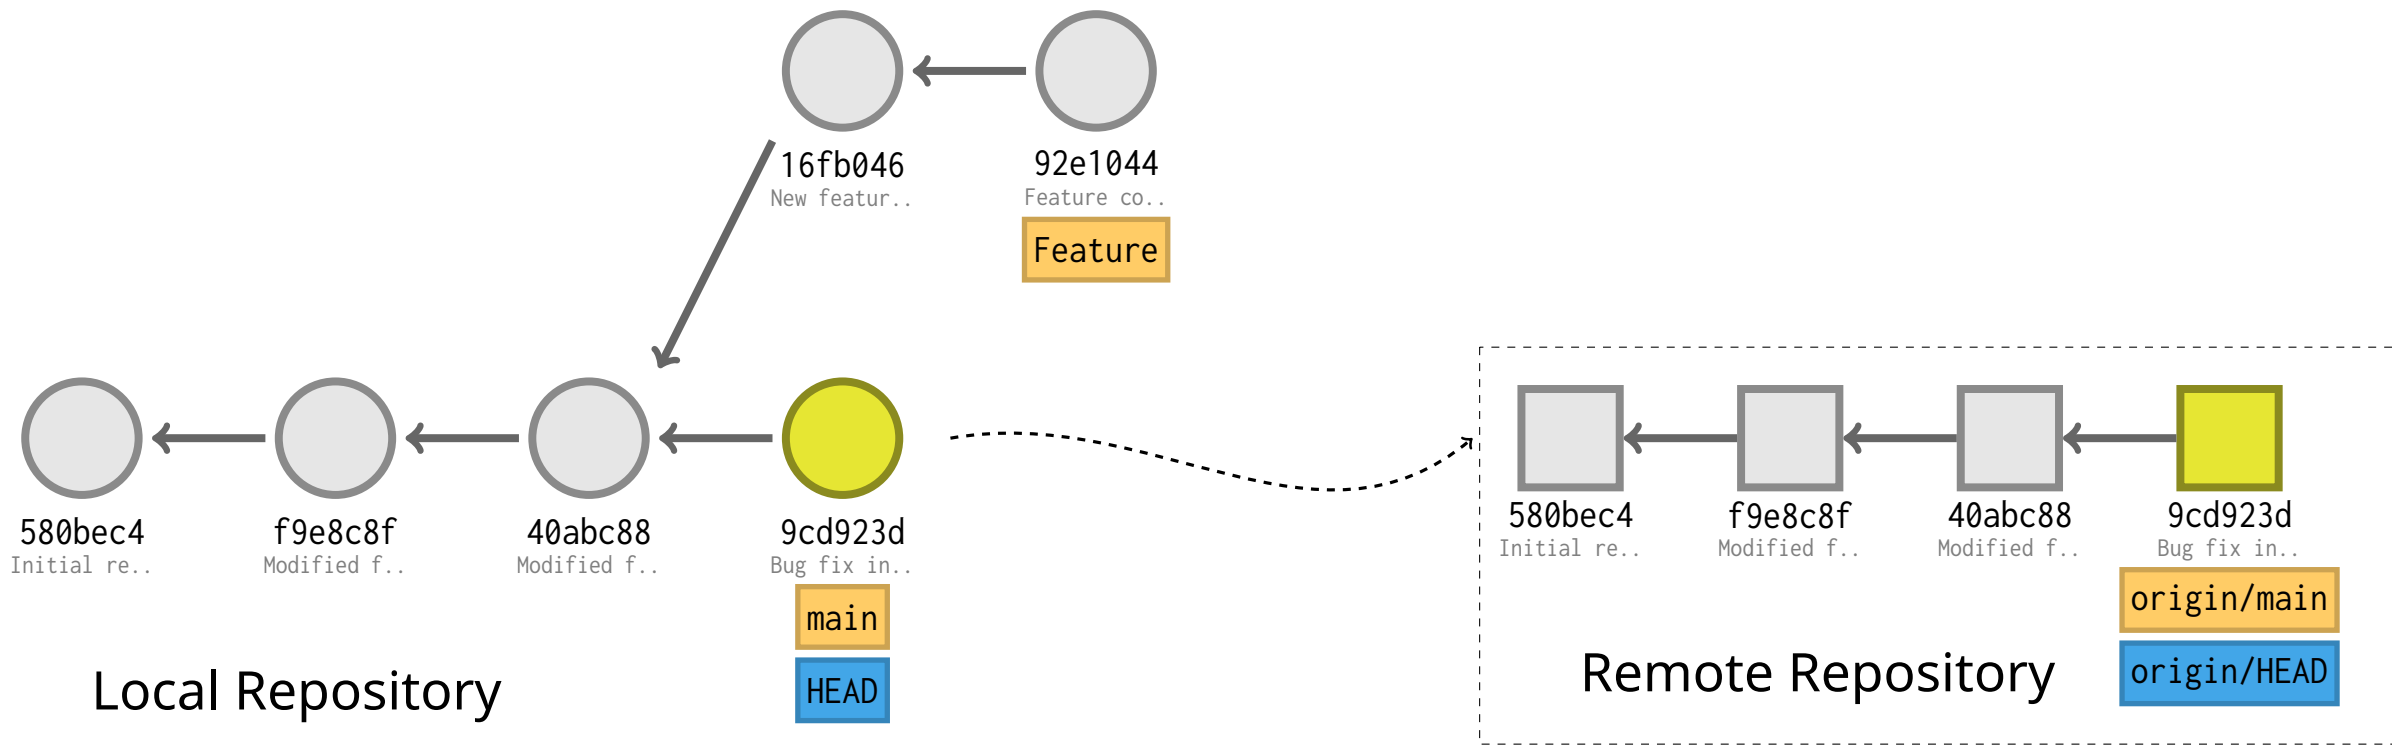 16fb046
New featur..
92e1044
Feature co..
Feature
580bec4
Initial re..
f9e8c8f
Modified f..
40abc88
Modified f..
9cd923d
Bug fix in..
main
HEAD
Local Repository
580bec4
Initial re..
f9e8c8f
Modified f..
40abc88
Modified f..
9cd923d
Bug fix in..
origin/main
origin/HEAD
Remote Repository